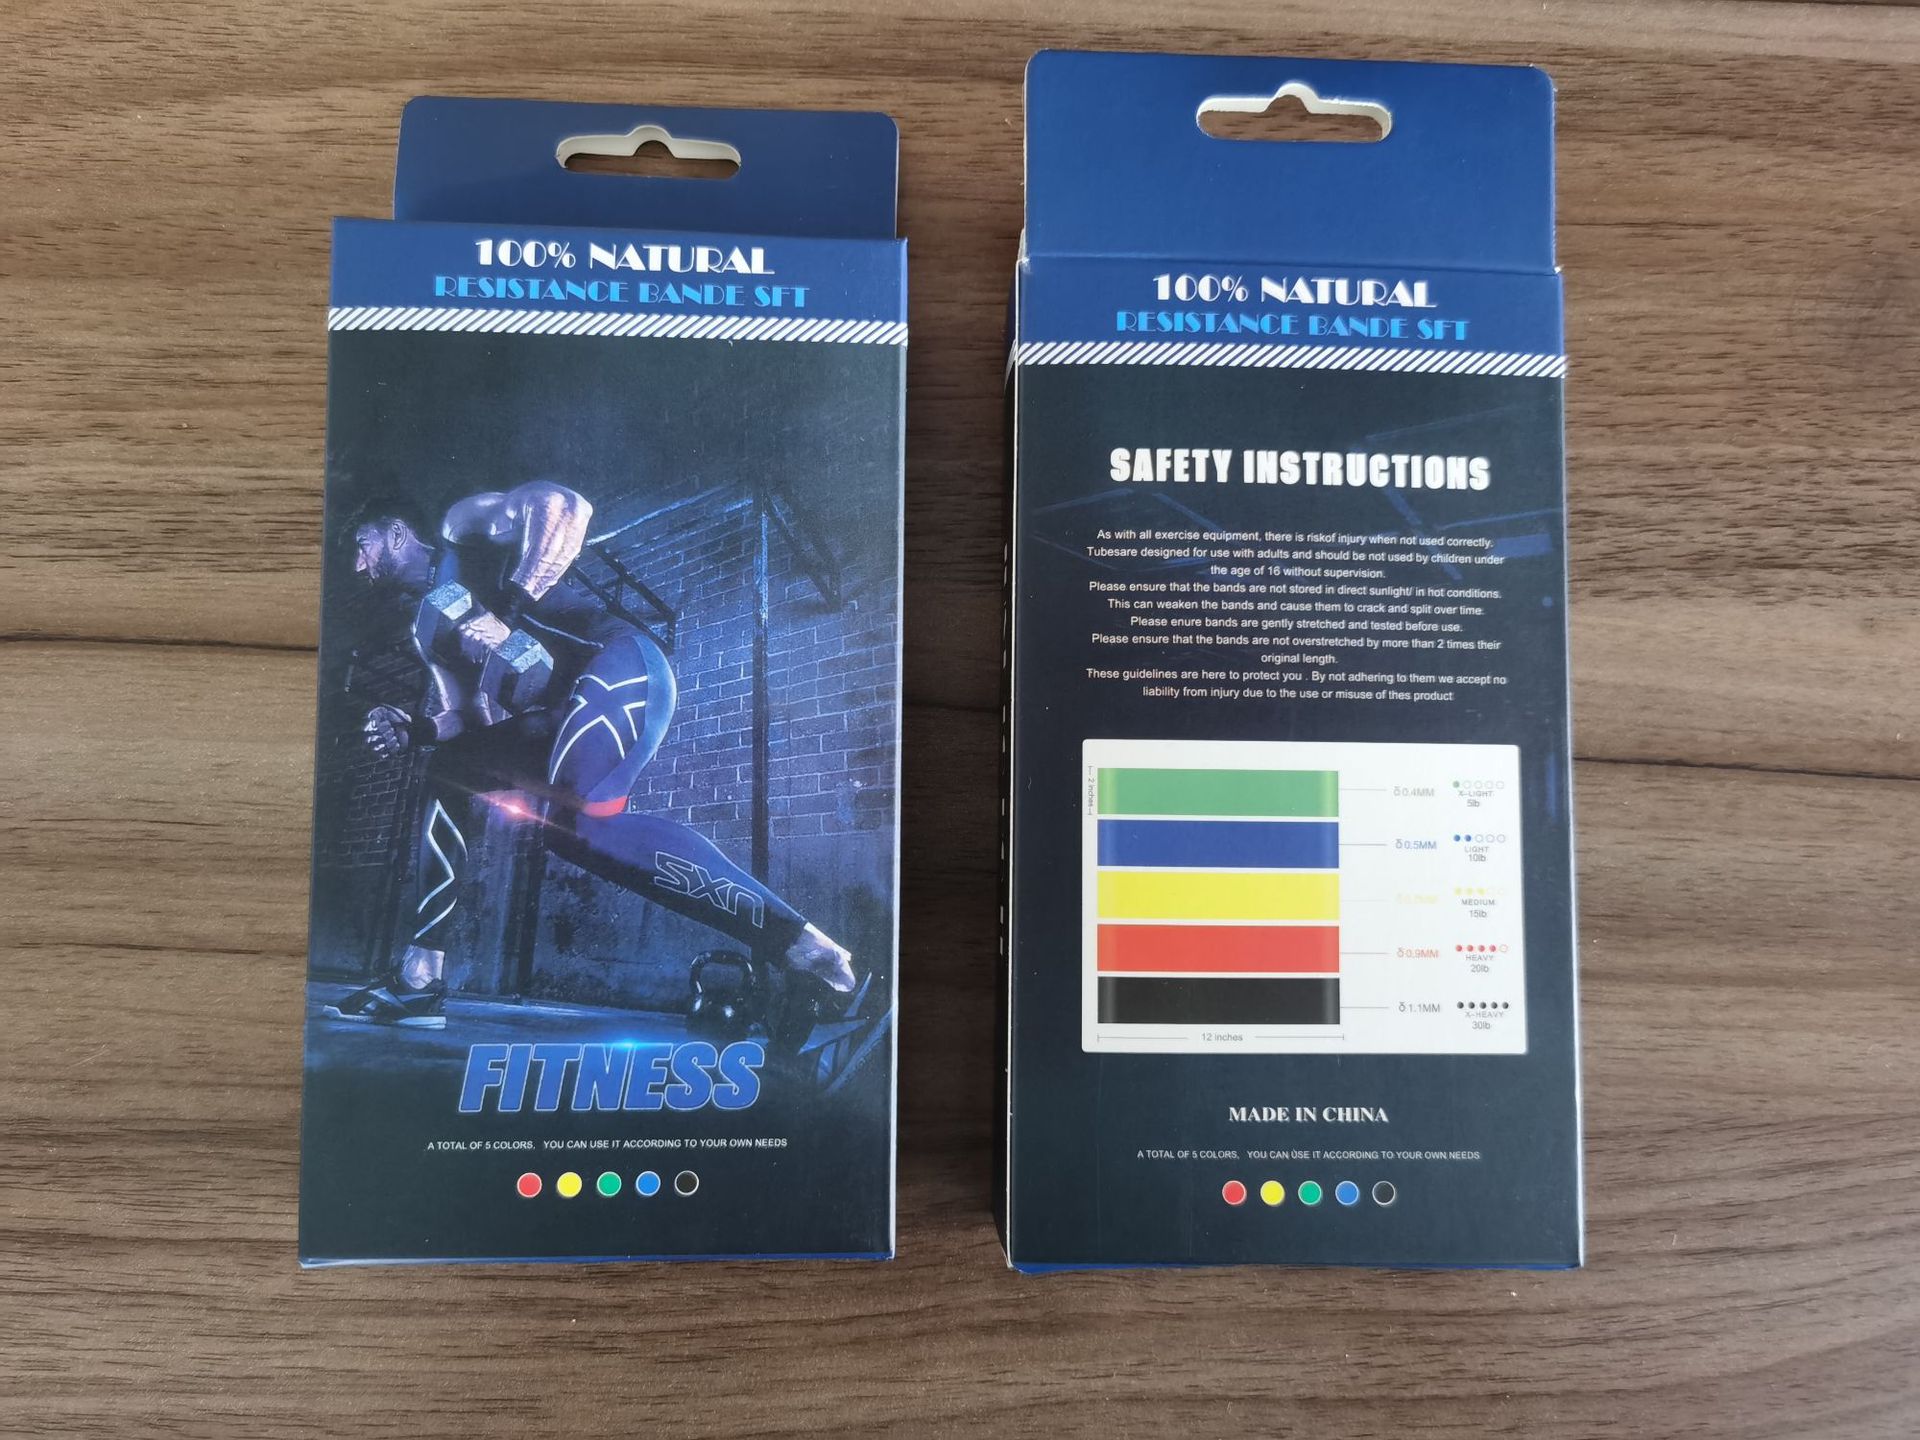 100% NATURAL
RESISTANCE BANDE SFT
SXN
FITNESS
A TOTAL OF 5 COLORS, YOU CAN USE IT ACCORDING TO YOUR OWN NEEDS
100% NATURAL
RESISTANCE BANDE SFT
SAFETY INSTRUCTIONS
As with all exercise equipment, there is riskof injury when not used correctly.
Tubesare designed for use with adults and should be not used by children under
the age of 16 without supervision.
Please ensure that the bands are not stored in direct sunlight/ in hot conditions.
This can weaken the bands and cause them to crack and split over time.
Please enure bands are gently stretched and tested before use.
Please ensure that the bands are not overstretched by more than 2 times their
original length.
These guidelines are here to protect you . By not adhering to them we accept no
liability from injury due to the use or misuse of thes product
2 inches
δ 0.4MM
X-LIGHT
5lb
δ 0.5MM
LIGHT
10lb
MEDIUM
15lb
δ 0.9MM
HEAVY
20lb
δ 1.1MM
X-HEAVY
30lb
12 inches
MADE IN CHINA
A TOTAL OF 5 COLORS, YOU CAN USE IT ACCORDING TO YOUR OWN NEEDS